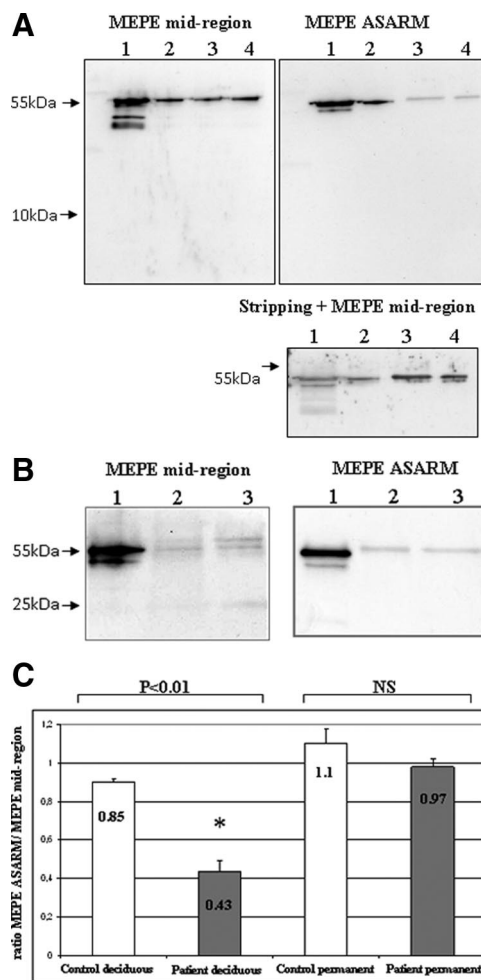 A
MEPE mid-region
MEPE ASARM
1 2 3 4
1 2 3 4
55kDa
10kDa
Stripping + MEPE mid-region
1 2 3 4
55kDa
B
MEPE mid-region
MEPE ASARM
1 2 3
1 2 3
55kDa
25kDa
C
P<0.01
NS
ratio MEPE ASARM/ MEPE mid-region
1,2
1
0,8
0,6
0,4
0,2
0
0.85
*
0.43
1.1
0.97
Control deciduous
Patient deciduous
Control permanent
Patient permanent